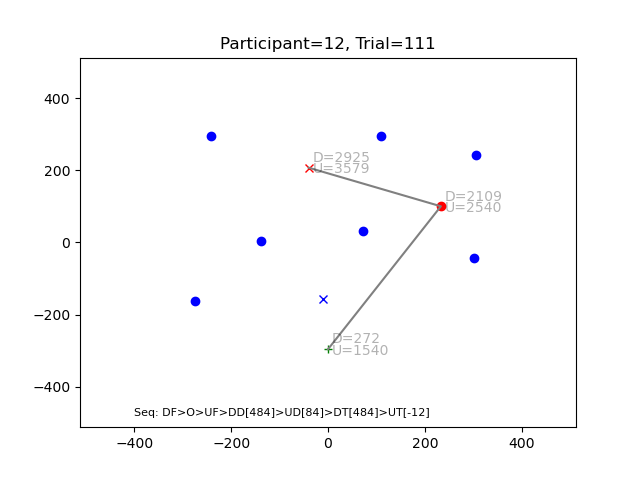 Participant=12, Trial=111
400
200
0
−200
−400
D=2925
U=3579
D=2109
U=2540
D=272
U=1540
Seq: DF>O>UF>DD[484]>UD[84]>DT[484]>UT[-12]
−400
−200
0
200
400